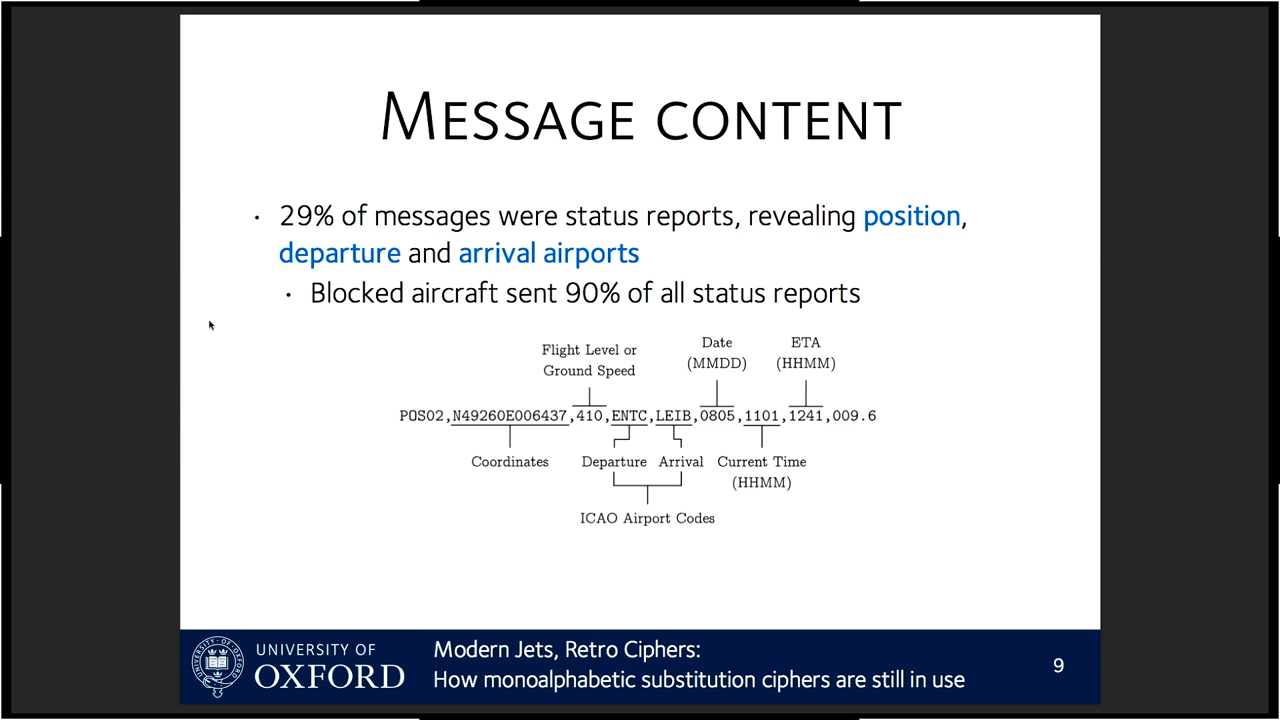 MESSAGE CONTENT
· 29% of messages were status reports, revealing position,
departure and arrival airports
· Blocked aircraft sent 90% of all status reports
Flight Level or
Ground Speed
Date
(MMDD)
ETA
(HHMM)
POS02,N49260E006437,410,ENTC,LEIB,0805,1101,1241,009.6
Coordinates
Departure
Arrival
Current Time
(HHMM)
ICAO Airport Codes
UNIVERSITY OF
OXFORD
Modern Jets, Retro Ciphers:
How monoalphabetic substitution ciphers are still in use
9